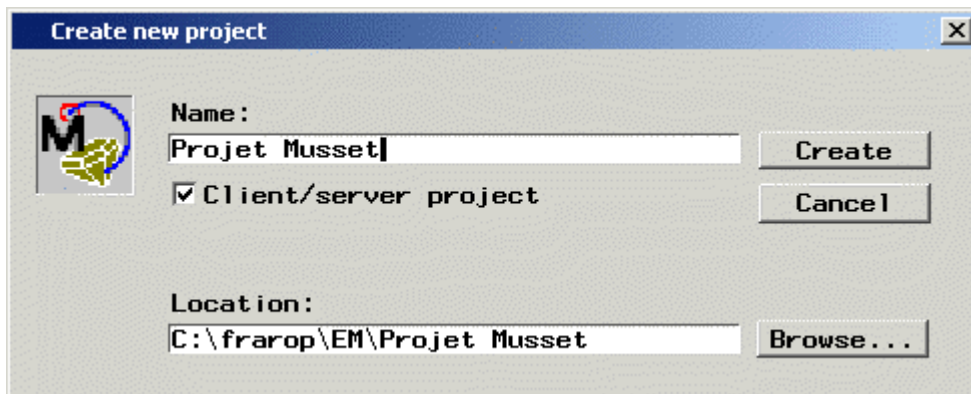 Create new project
M
Name:
Projet Musset
Create
Client/server project
Cancel
Location:
C:\frarop\EM\Projet Musset
Browse...